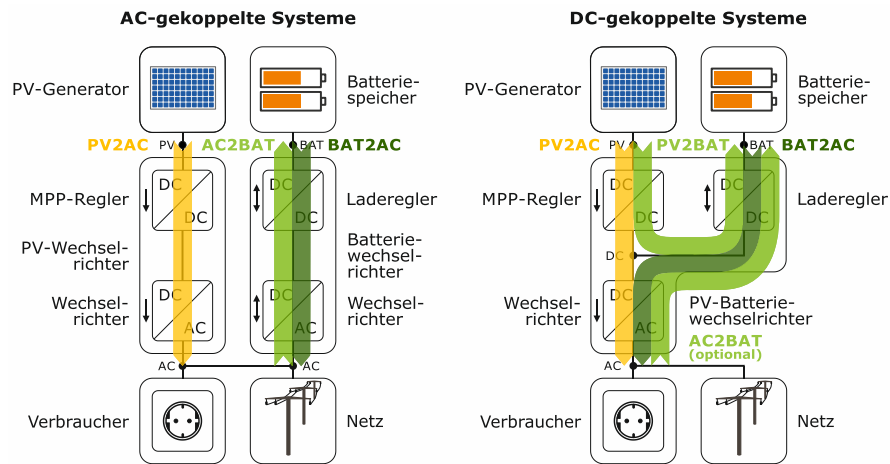 AC-gekoppelte Systeme
PV-Generator
Batterie-
speicher
PV2AC
PV
AC2BAT
BAT
BAT2AC
DC
DC
DC
DC
MPP-Regler
Laderegler
PV-Wechsel-
richter
Batterie-
wechsel-
richter
DC
AC
DC
AC
Wechsel-
richter
Wechsel-
richter
AC
AC
Verbraucher
Netz
DC-gekoppelte Systeme
PV-Generator
Batterie-
speicher
PV2AC
PV
PV2BAT
BAT
BAT2AC
DC
DC
DC
DC
MPP-Regler
Laderegler
DC
DC
AC
Wechsel-
richter
PV-Batterie-
wechselrichter
AC2BAT
(optional)
AC
Verbraucher
Netz